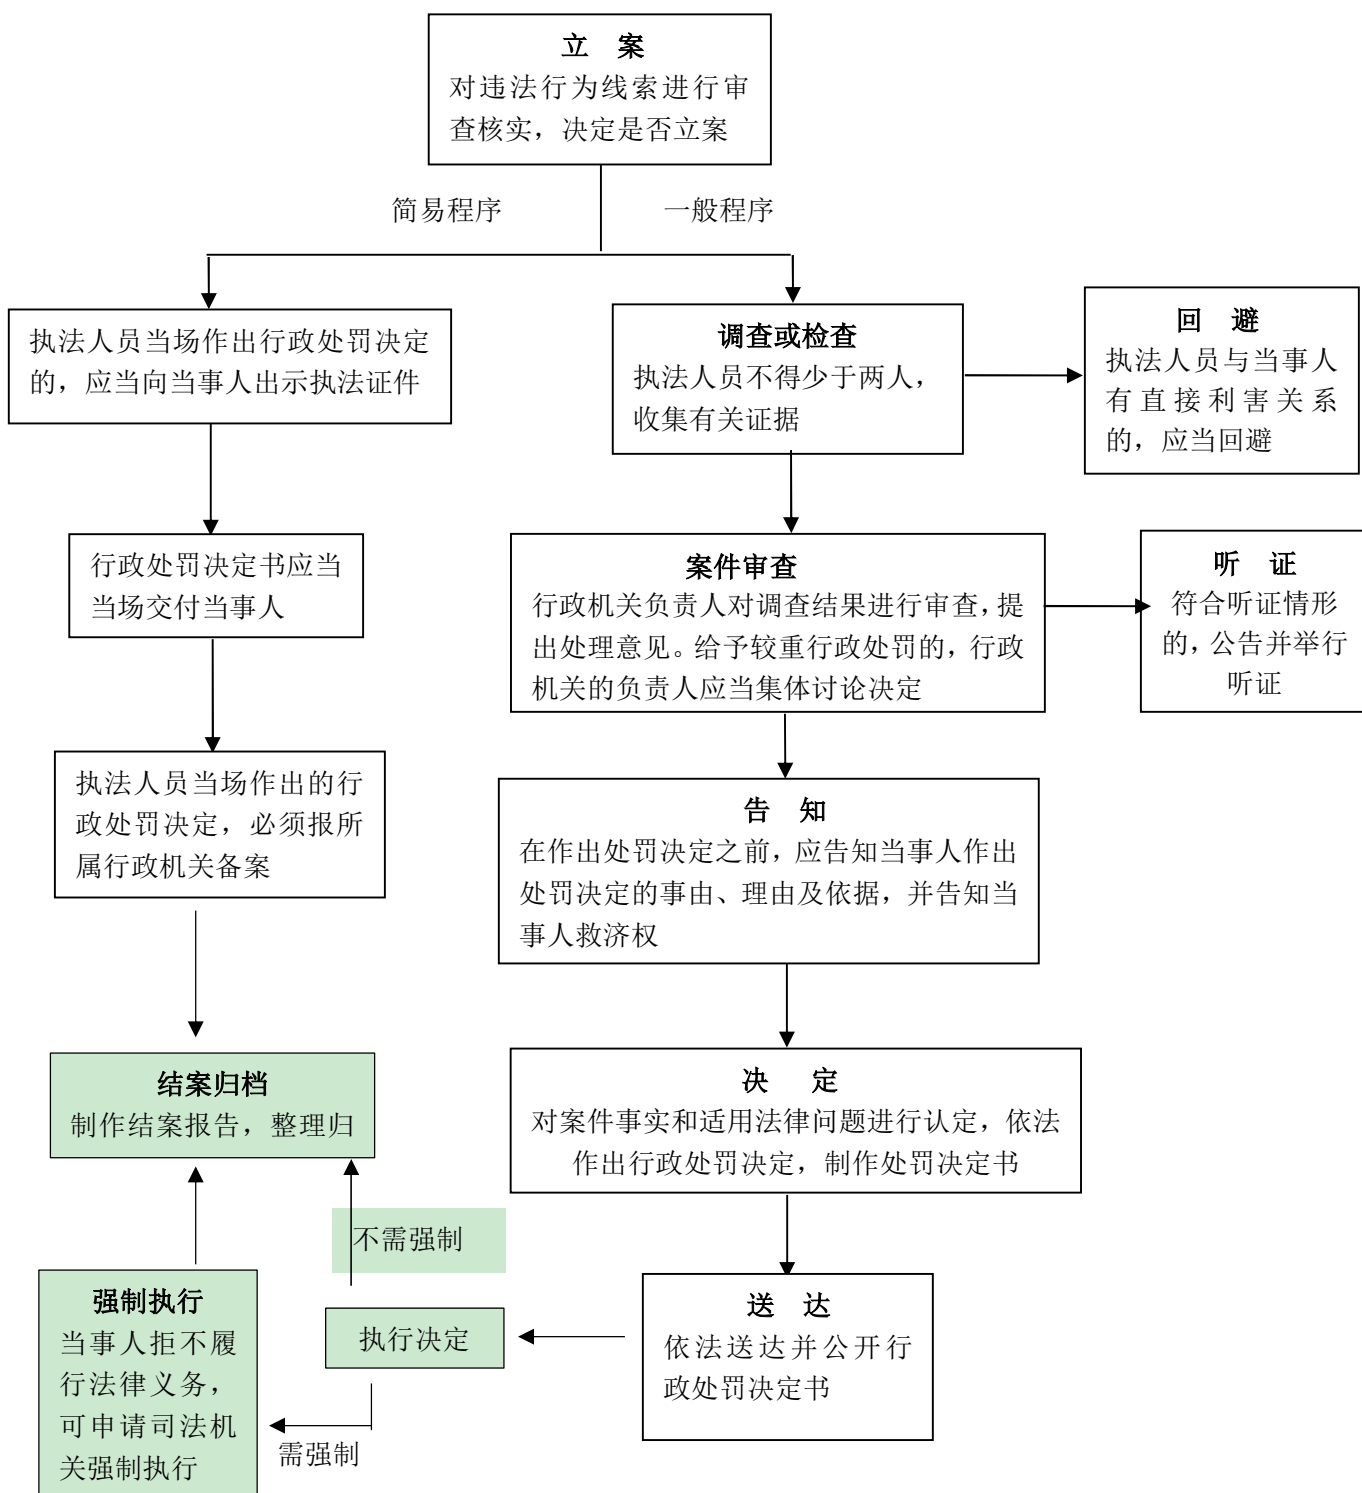 立 案
对违法行为线索进行审
查核实，决定是否立案
简易程序
一般程序
执法人员当场作出行政处罚决定
的，应当向当事人出示执法证件
调查或检查
执法人员不得少于两人，
收集有关证据
回 避
执法人员与当事人
有直接利害关系
的，应当回避
行政处罚决定书应当
当场交付当事人
案件审查
行政机关负责人对调查结果进行审查，提
出处理意见。给予较重行政处罚的，行政
机关的负责人应当集体讨论决定
听 证
符合听证情形
的，公告并举行
听证
执法人员当场作出的行
政处罚决定，必须报所
属行政机关备案
告 知
在作出处罚决定之前，应告知当事人作出
处罚决定的事由、理由及依据，并告知当
事人救济权
结案归档
制作结案报告，整理归
决 定
对案件事实和适用法律问题进行认定，依法
作出行政处罚决定，制作处罚决定书
不需强制
强制执行
当事人拒不履
行法律义务，
可申请司法机
关强制执行
执行决定
送 达
依法送达并公开行
政处罚决定书
需强制